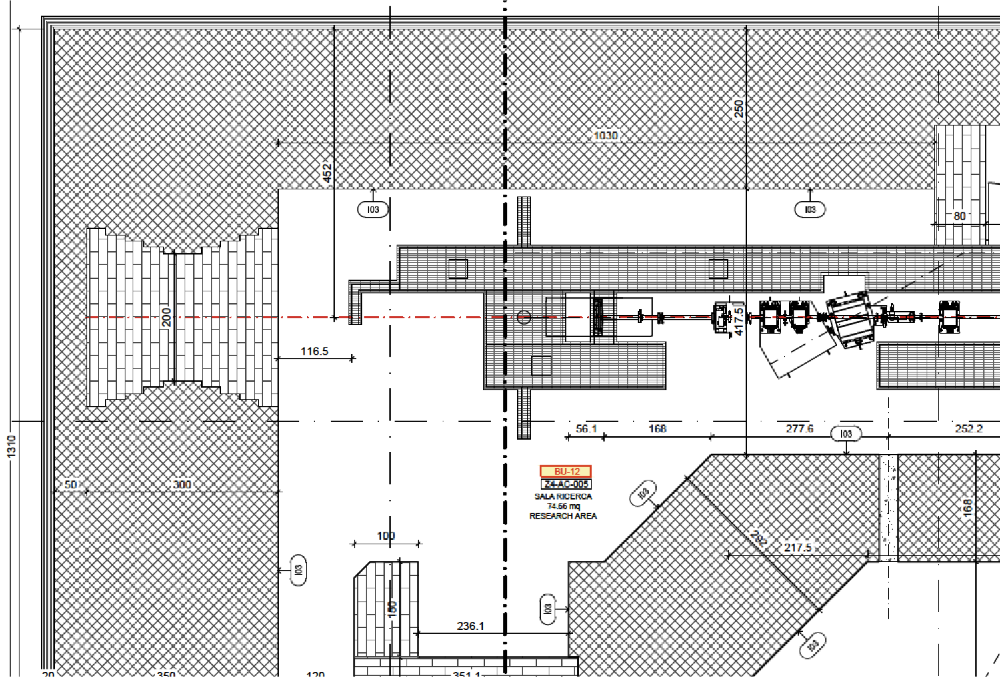 250
1030
452
I03
I03
80
200
417.5
116.5
56.1
168
277.6
I03
252.2
1310
50
300
BU-12
Z4-AC-005
SALA RICERCA
74.66 mq
RESEARCH AREA
I03
168
100
292
217.5
I03
150
I03
236.1
I03
20
350
120
351.1